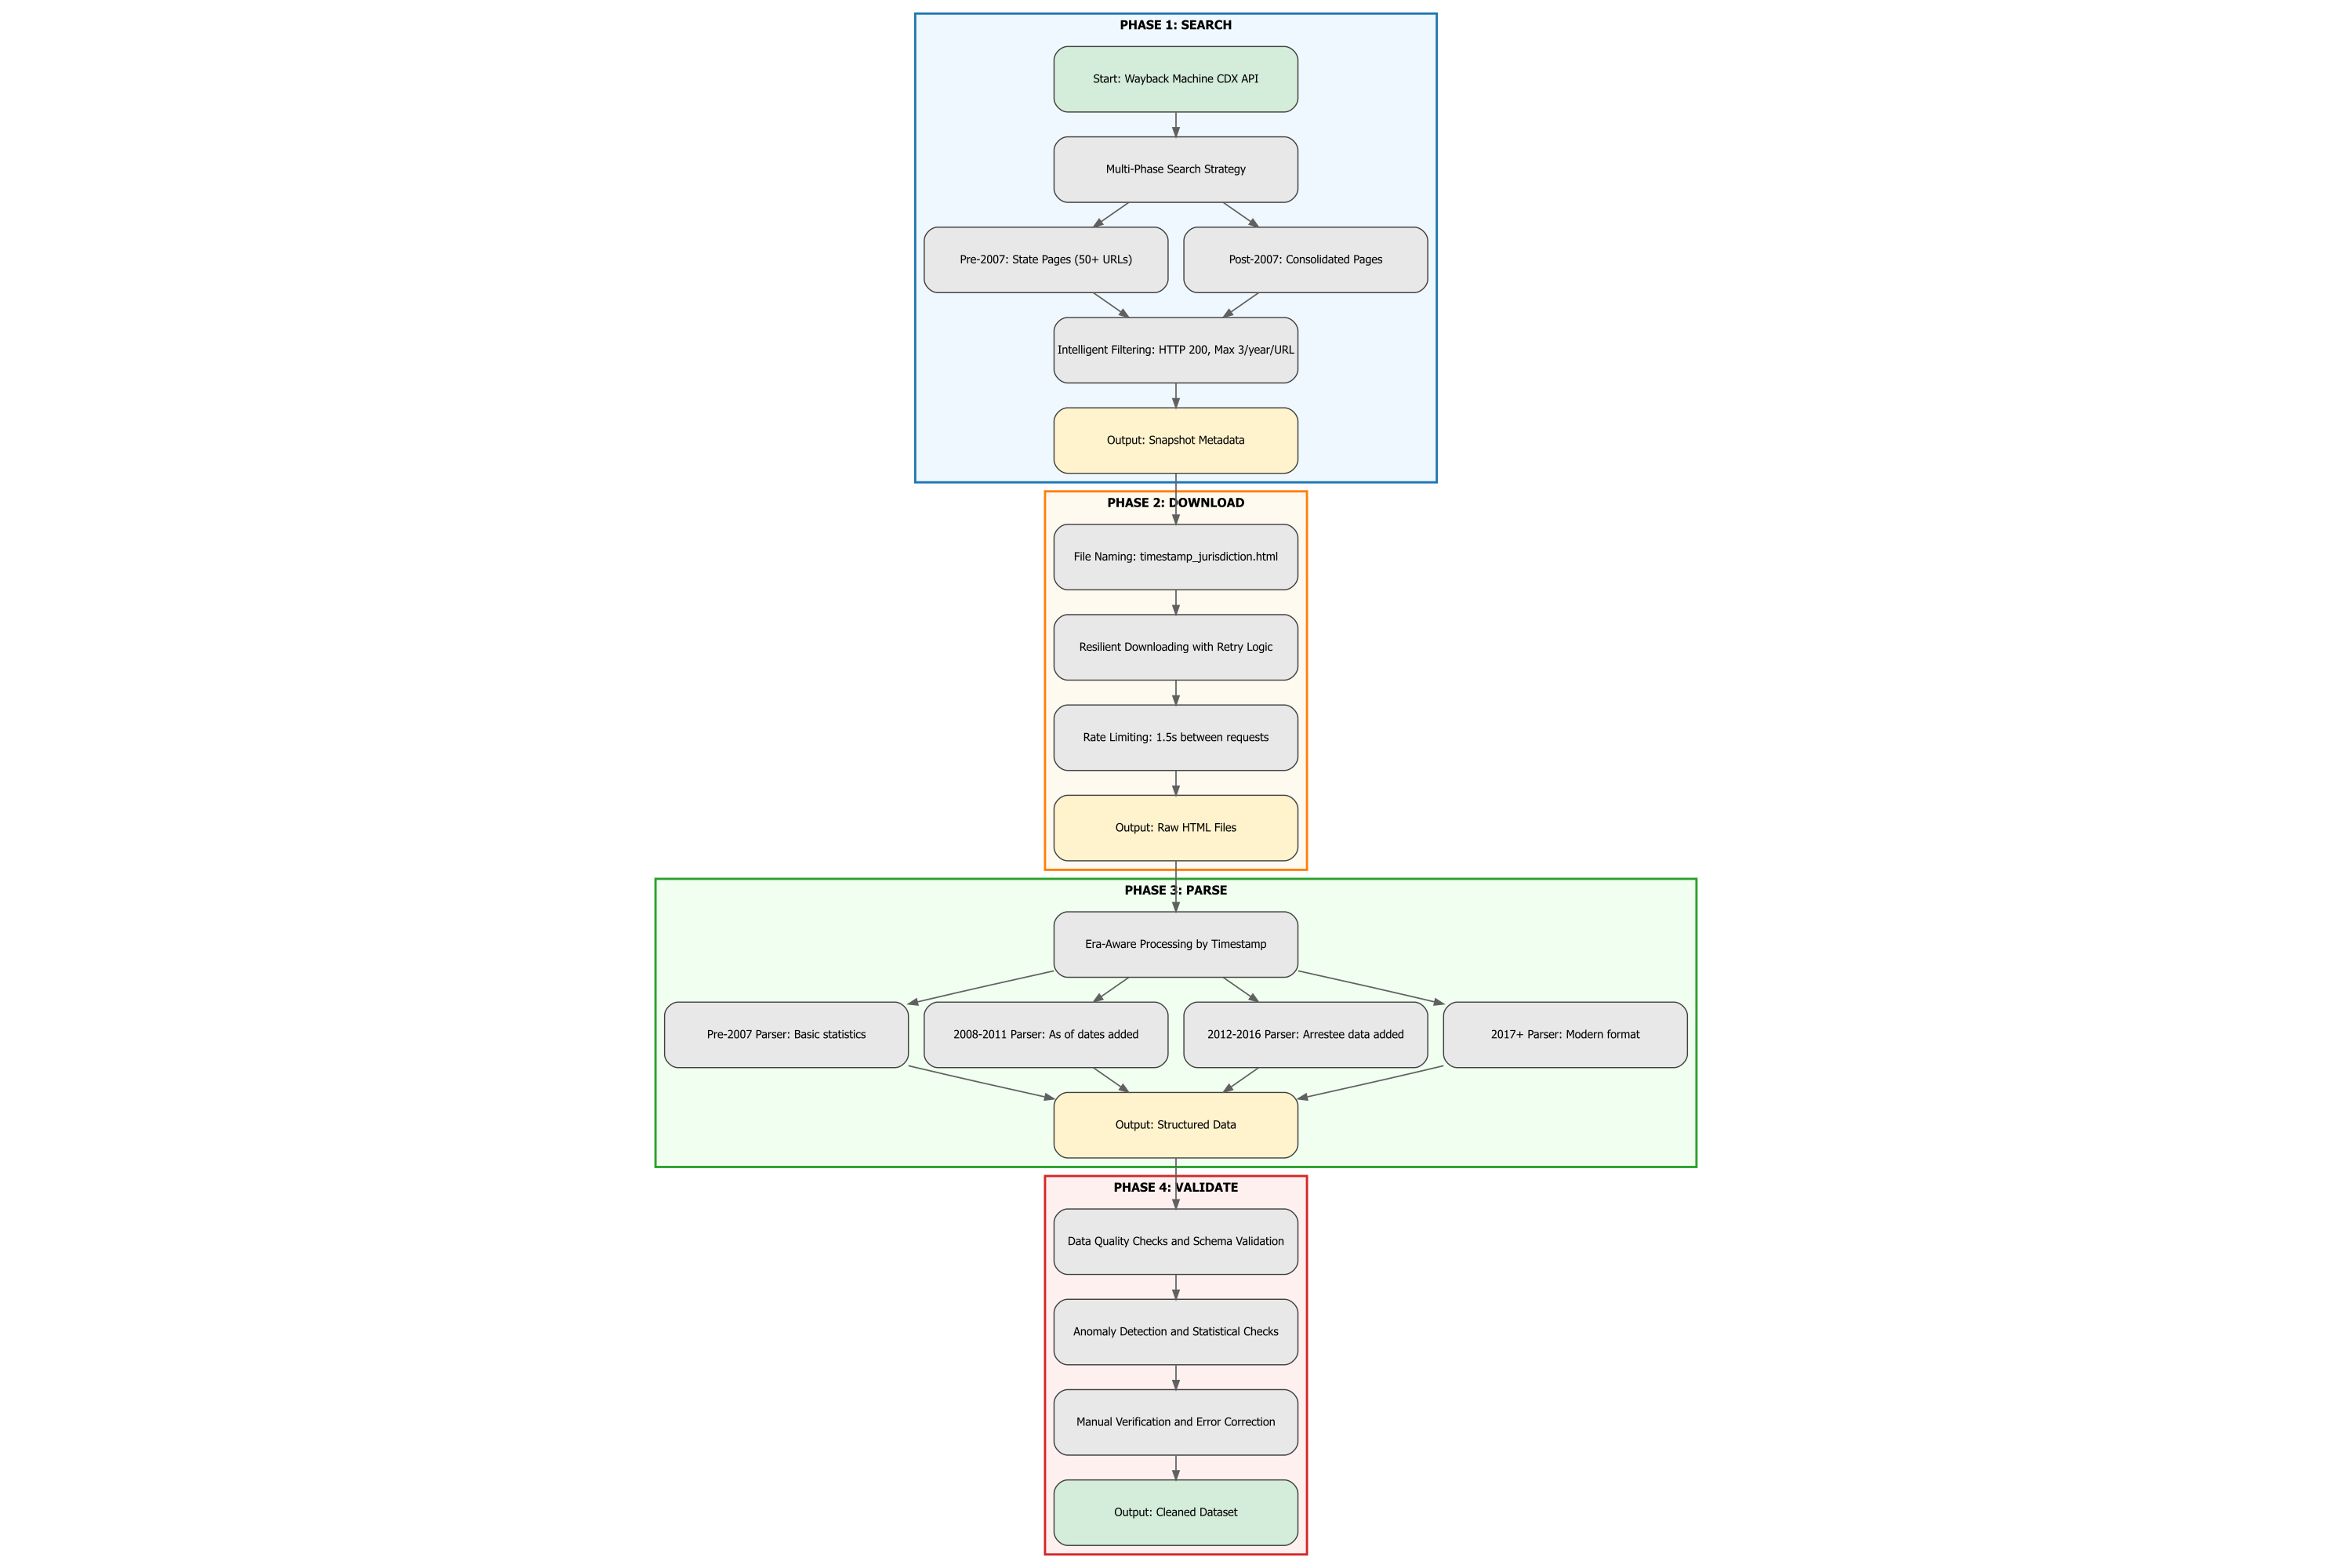 PHASE 1: SEARCH
Start: Wayback Machine CDX API
Multi-Phase Search Strategy
Pre-2007: State Pages (50+ URLs)
Post-2007: Consolidated Pages
Intelligent Filtering: HTTP 200, Max 3/year/URL
Output: Snapshot Metadata
PHASE 2: DOWNLOAD
File Naming: timestamp_jurisdiction.html
Resilient Downloading with Retry Logic
Rate Limiting: 1.5s between requests
Output: Raw HTML Files
PHASE 3: PARSE
Era-Aware Processing by Timestamp
Pre-2007 Parser: Basic statistics
2008-2011 Parser: As of dates added
2012-2016 Parser: Arrestee data added
2017+ Parser: Modern format
Output: Structured Data
PHASE 4: VALIDATE
Data Quality Checks and Schema Validation
Anomaly Detection and Statistical Checks
Manual Verification and Error Correction
Output: Cleaned Dataset